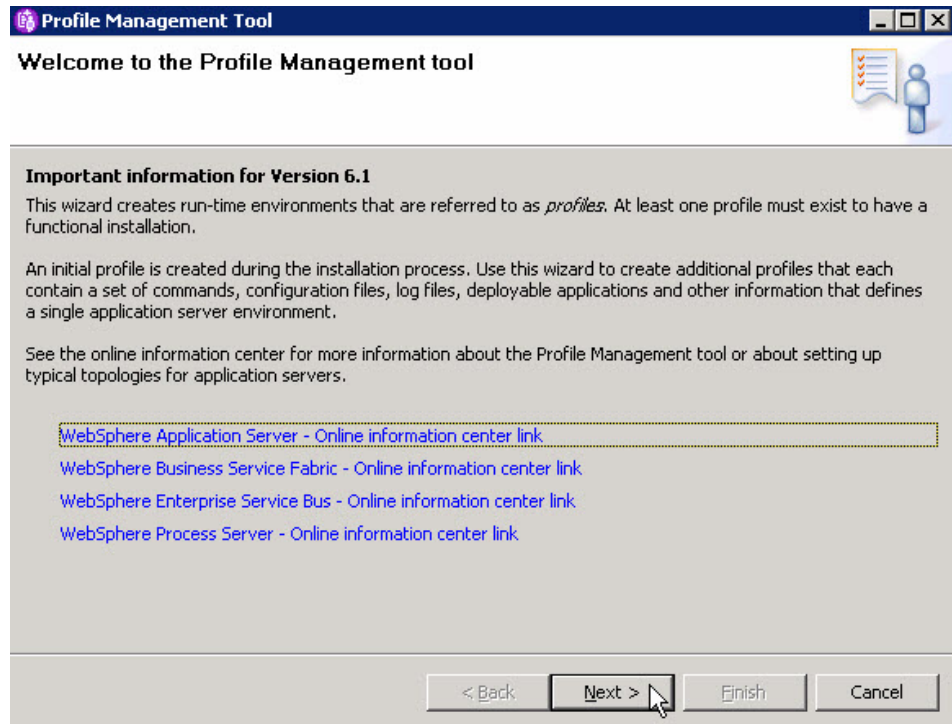 Profile Management Tool
Welcome to the Profile Management tool
Important information for Version 6.1
This wizard creates run-time environments that are referred to as profiles. At least one profile must exist to have a
functional installation.
An initial profile is created during the installation process. Use this wizard to create additional profiles that each
contain a set of commands, configuration files, log files, deployable applications and other information that defines
a single application server environment.
See the online information center for more information about the Profile Management tool or about setting up
typical topologies for application servers.
WebSphere Application Server - Online information center link
WebSphere Business Service Fabric - Online information center link
WebSphere Enterprise Service Bus - Online information center link
WebSphere Process Server - Online information center link
< Back Next > Finish Cancel